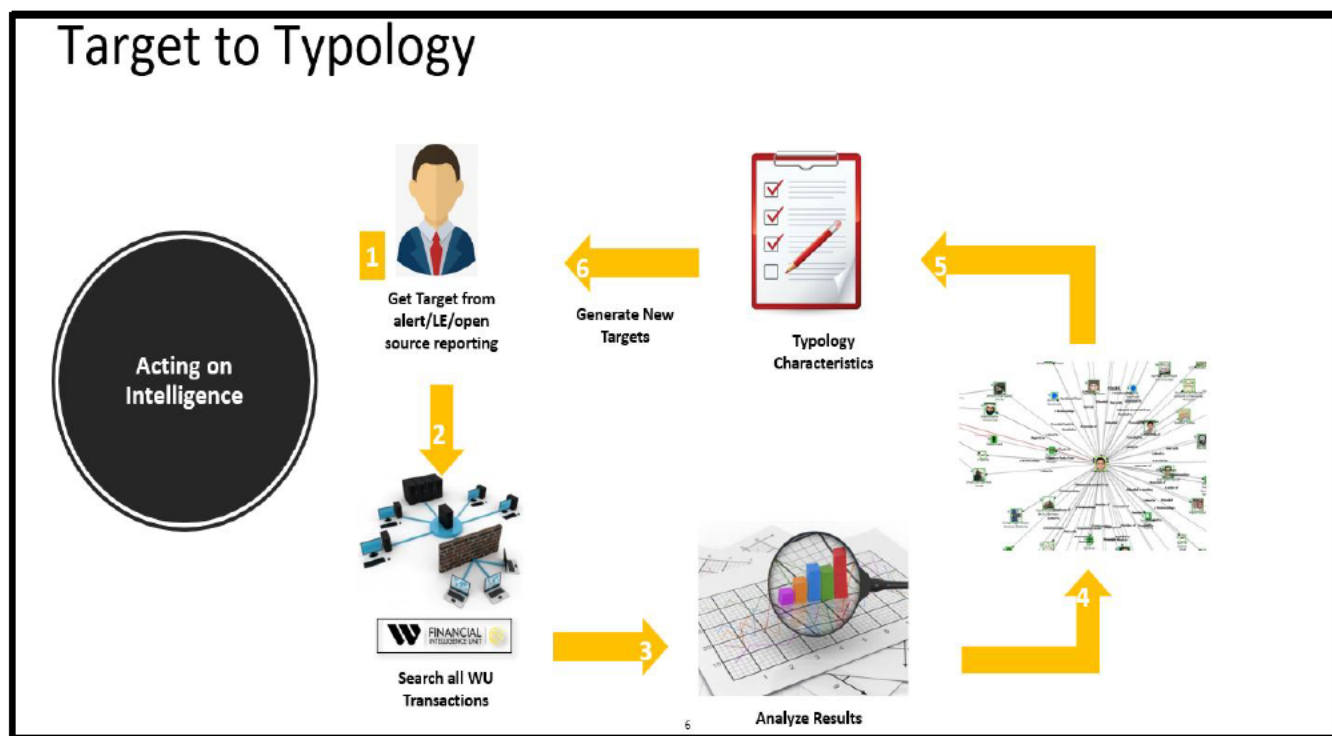 Target to Typology
Acting on
Intelligence
1
Get Target from
alert/LE/open
source reporting
2
FINANCIAL
INTELLIGENCE UNIT
Search all WU
Transactions
3
Analyze Results
4
5
Typology
Characteristics
6
Generate New
Targets
6